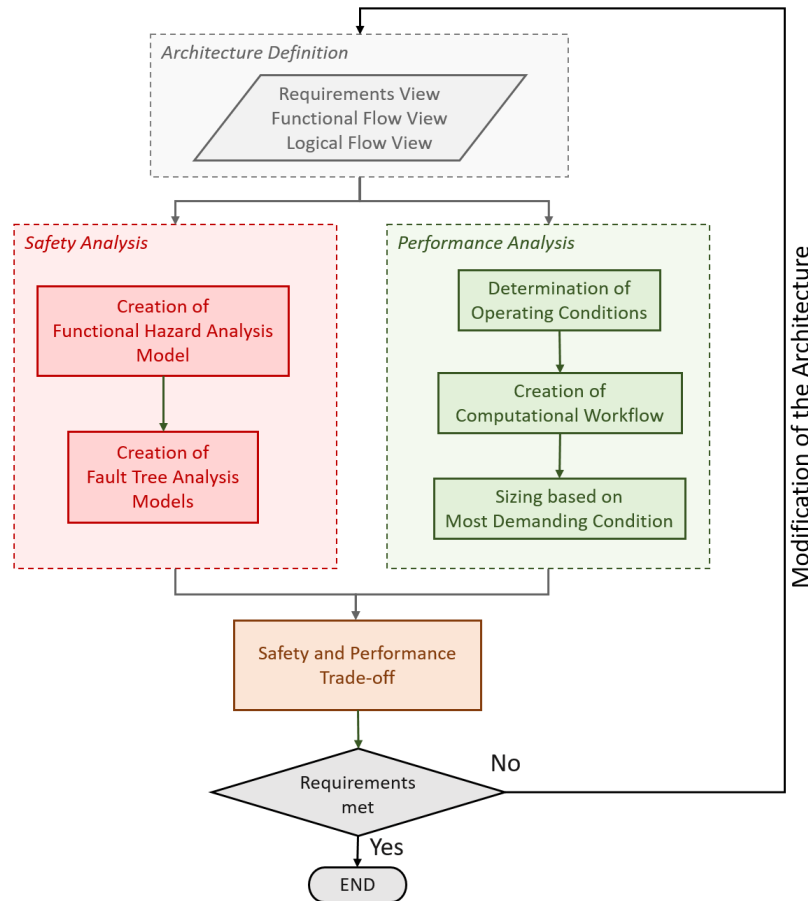 Architecture Definition
Requirements View
Functional Flow View
Logical Flow View
Safety Analysis
Creation of
Functional Hazard Analysis
Model
Creation of
Fault Tree Analysis
Models
Performance Analysis
Determination of
Operating Conditions
Creation of
Computational Workflow
Sizing based on
Most Demanding Condition
Safety and Performance
Trade-off
Requirements
met
No
Yes
END
Modification of the Architecture